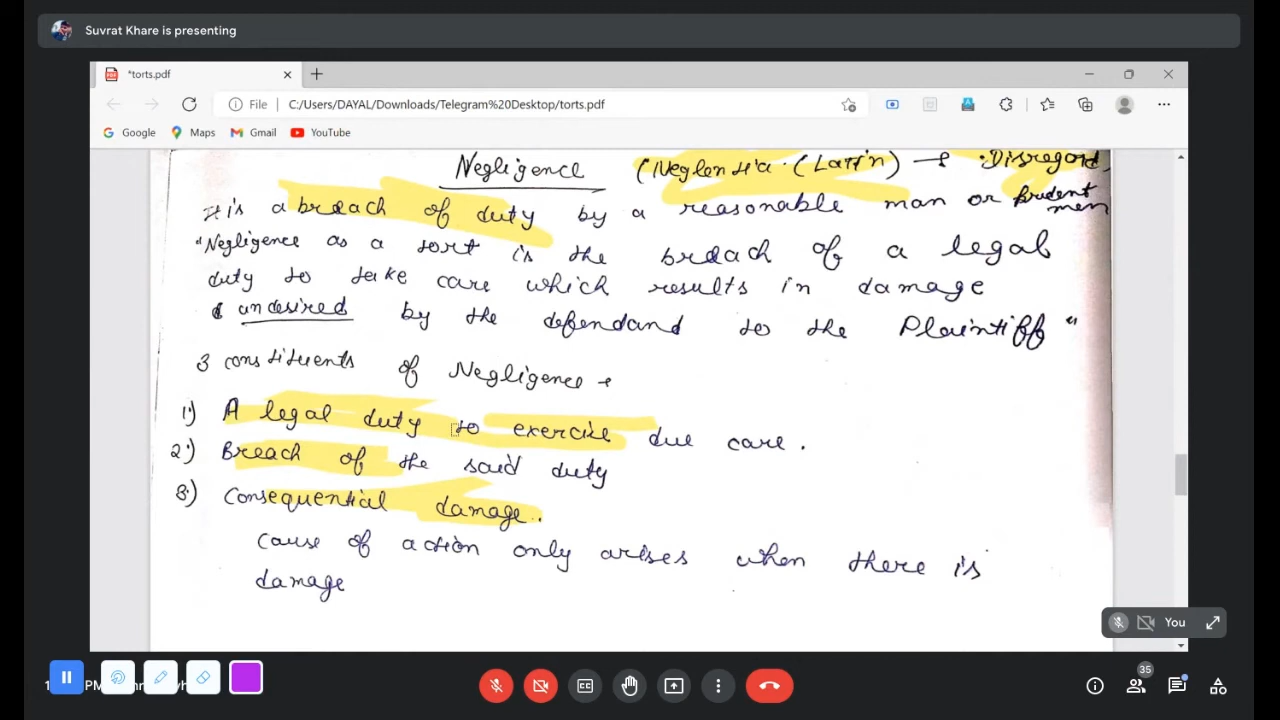 Suvrat Khare is presenting
*torts.pdf
File C:/Users/DAYAL/Downloads/Telegram%20Desktop/torts.pdf
Google Maps Gmail YouTube
Negligence (Neglentia (Lattin) → Disregard)
It is a breach of duty by a reasonable man or prudent men
"Negligence as a tort is the breach of a legal
duty to take care which results in damage
& undesired by the defendand to the Plaintiff"
3 constituents of Negligence →
1) A legal duty to exercise due care.
2) Breach of the said duty
3) Consequential damage.
cause of action only arises when there is
damage
You
35